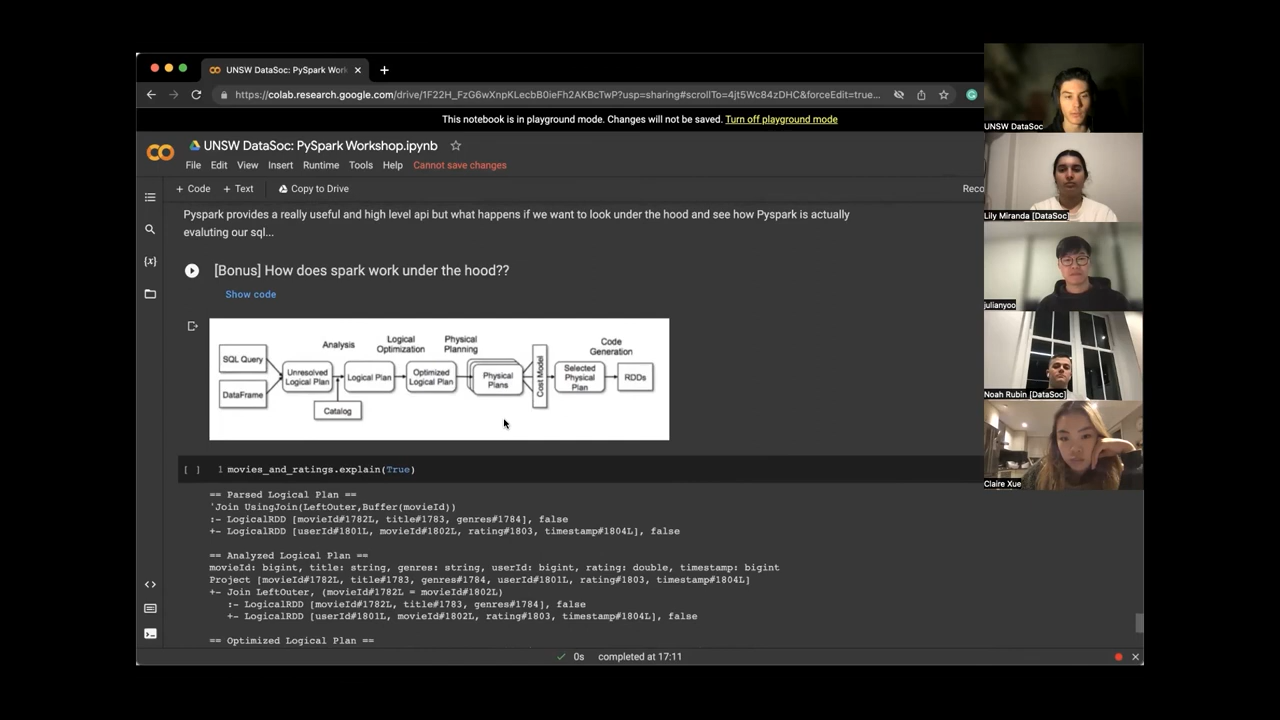 UNSW DataSoc: PySpark Work
https://colab.research.google.com/drive/1F22H_FzG6wXnpKLecbB0ieFh2AKBcTwP?usp=sharing#scrollTo=4jt5Wc84zDHC&forceEdit=true...
This notebook is in playground mode. Changes will not be saved. Turn off playground mode
UNSW DataSoc: PySpark Workshop.ipynb
File Edit View Insert Runtime Tools Help Cannot save changes
+ Code + Text Copy to Drive
Reco
Pyspark provides a really useful and high level api but what happens if we want to look under the hood and see how Pyspark is actually
evaluting our sql...
[Bonus] How does spark work under the hood??
Show code
Analysis
Logical
Optimization
Physical
Planning
Code
Generation
SQL Query
DataFrame
Unresolved
Logical Plan
Catalog
Logical Plan
Optimized
Logical Plan
Physical
Plans
Cost Model
Selected
Physical
Plan
RDDs
[ ] 1 movies_and_ratings.explain(True)
== Parsed Logical Plan ==
'Join UsingJoin(LeftOuter,Buffer(movieId))
:- LogicalRDD [movieId#1782L, title#1783, genres#1784], false
+- LogicalRDD [userId#1801L, movieId#1802L, rating#1803, timestamp#1804L], false
== Analyzed Logical Plan ==
movieId: bigint, title: string, genres: string, userId: bigint, rating: double, timestamp: bigint
Project [movieId#1782L, title#1783, genres#1784, userId#1801L, rating#1803, timestamp#1804L]
+- Join LeftOuter, (movieId#1782L = movieId#1802L)
:- LogicalRDD [movieId#1782L, title#1783, genres#1784], false
+- LogicalRDD [userId#1801L, movieId#1802L, rating#1803, timestamp#1804L], false
== Optimized Logical Plan ==
0s completed at 17:11
UNSW DataSoc
Lily Miranda [DataSoc]
julianyoo
Noah Rubin [DataSoc]
Claire Xue